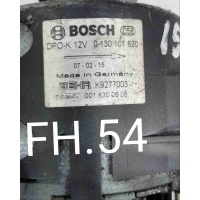 BOSCH
DPO-K 12V 0 130 101 620
07-02-15
Made in Germany
BEHR K9277003
001 830 06 08
FH.54